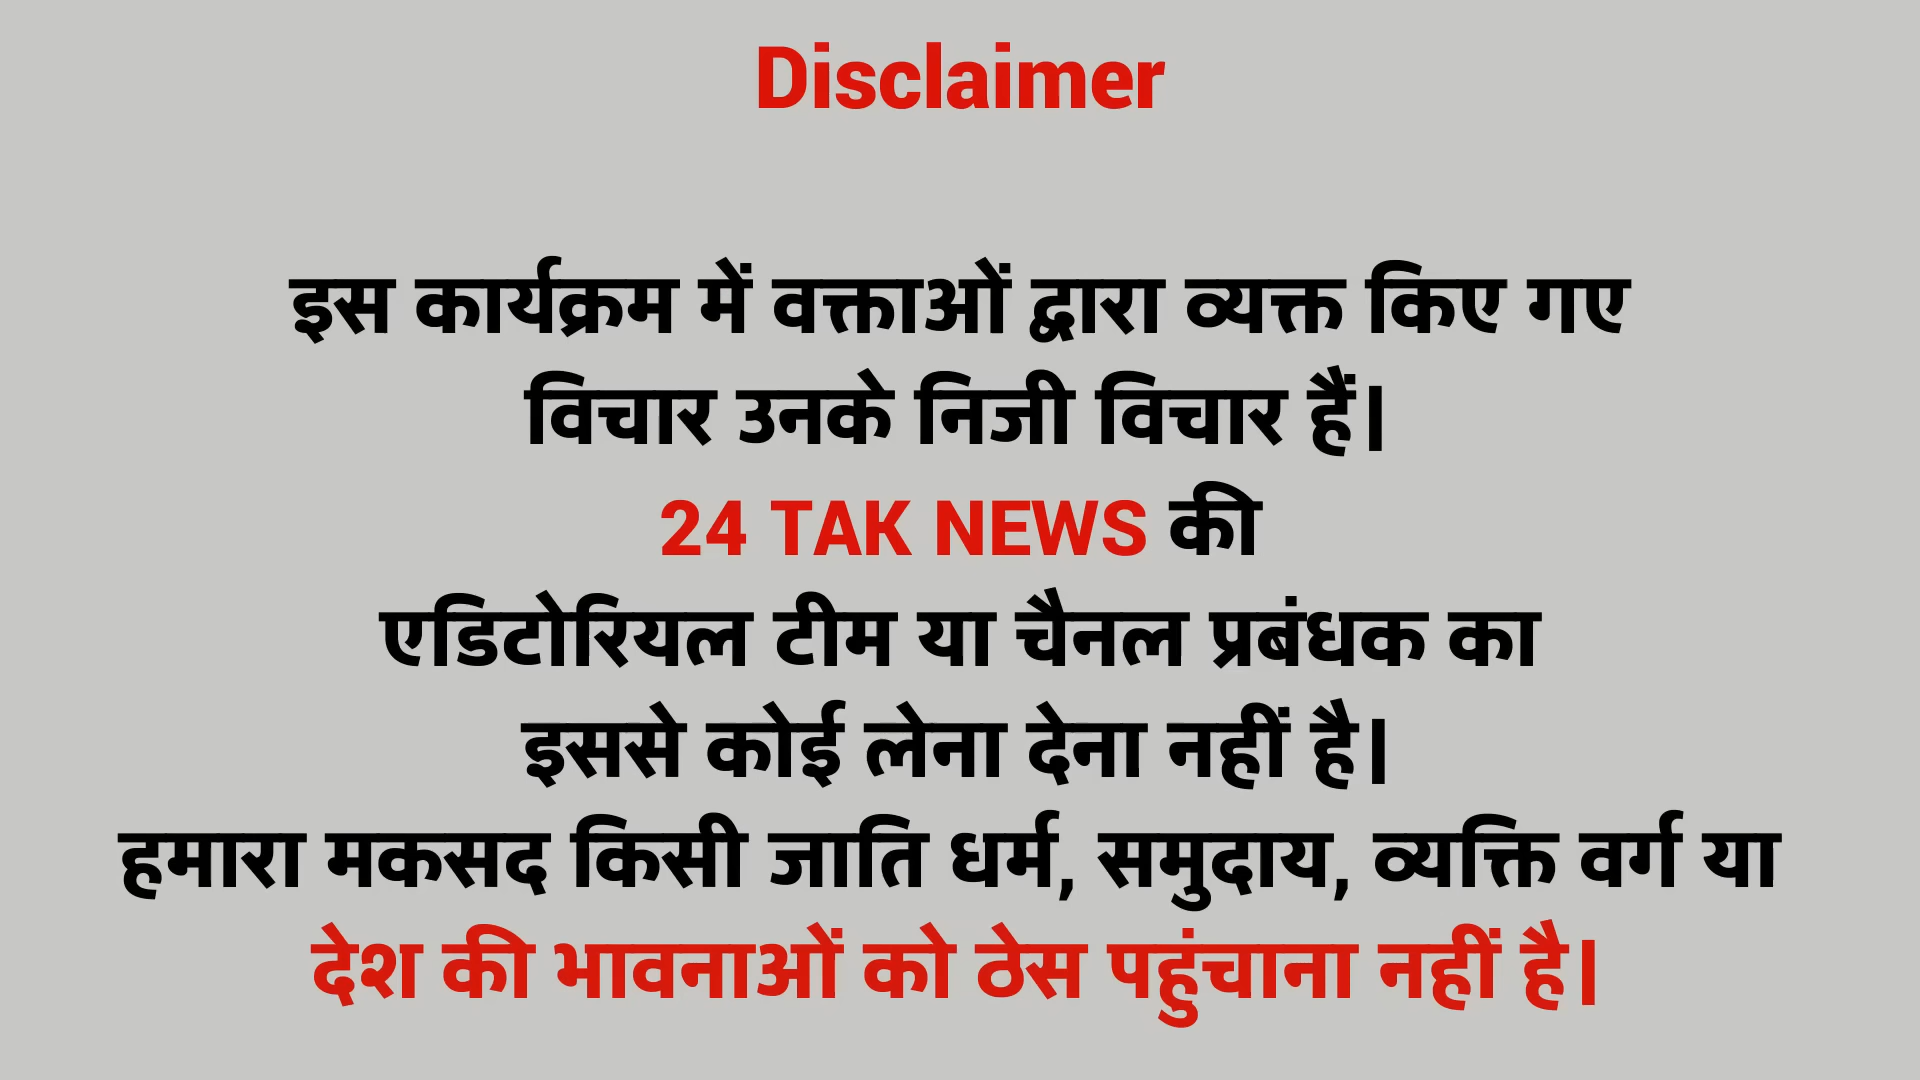 Disclaimer
इस कार्यक्रम में वक्ताओं द्वारा व्यक्त किए गए
विचार उनके निजी विचार हैं।
24 TAK NEWS की
एडिटोरियल टीम या चैनल प्रबंधक का
इससे कोई लेना देना नहीं है।
हमारा मकसद किसी जाति धर्म, समुदाय, व्यक्ति वर्ग या
देश की भावनाओं को ठेस पहुंचाना नहीं है।